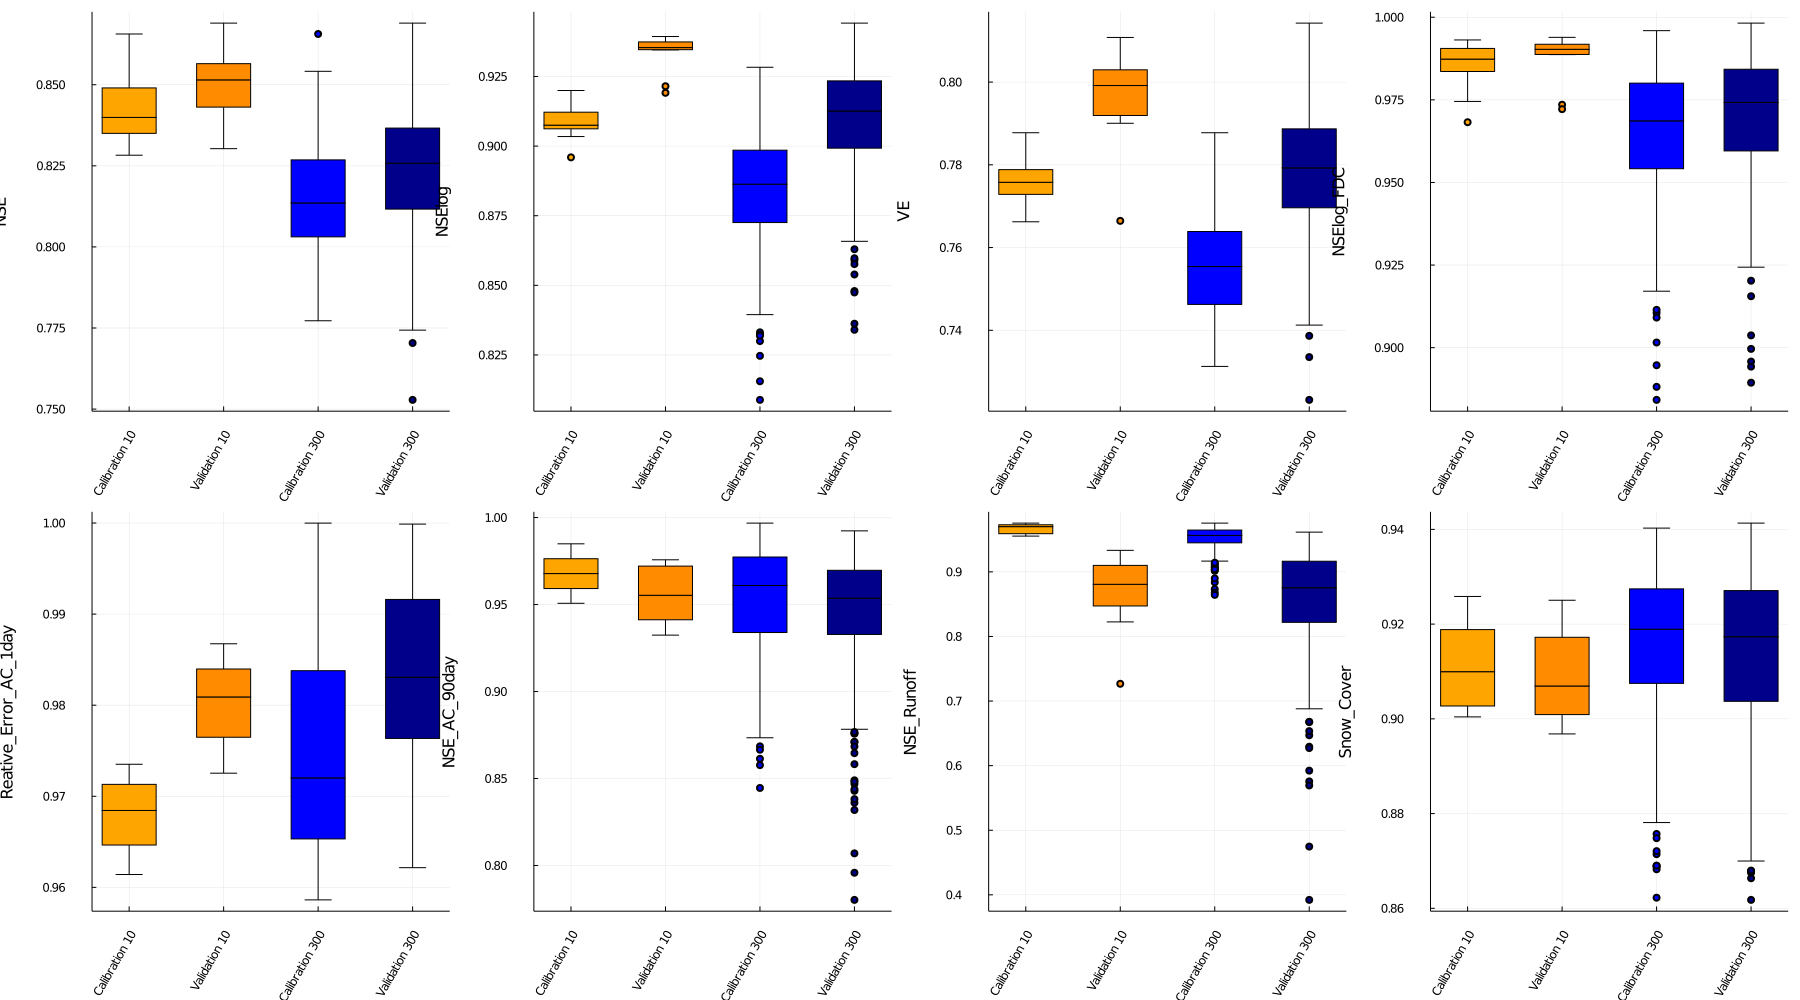 NSE
0.850
0.825
0.800
0.775
0.750
Calibration 10
Validation 10
Calibration 300
Validation 300
NSElog
0.925
0.900
0.875
0.850
0.825
Calibration 10
Validation 10
Calibration 300
Validation 300
VE
0.80
0.78
0.76
0.74
Calibration 10
Validation 10
Calibration 300
Validation 300
NSElog_FDC
1.000
0.975
0.950
0.925
0.900
Calibration 10
Validation 10
Calibration 300
Validation 300
Reative_Error_AC_1day
1.00
0.99
0.98
0.97
0.96
Calibration 10
Validation 10
Calibration 300
Validation 300
NSE_AC_90day
1.00
0.95
0.90
0.85
0.80
Calibration 10
Validation 10
Calibration 300
Validation 300
NSE_Runoff
0.9
0.8
0.7
0.6
0.5
0.4
Calibration 10
Validation 10
Calibration 300
Validation 300
Snow_Cover
0.94
0.92
0.90
0.88
0.86
Calibration 10
Validation 10
Calibration 300
Validation 300